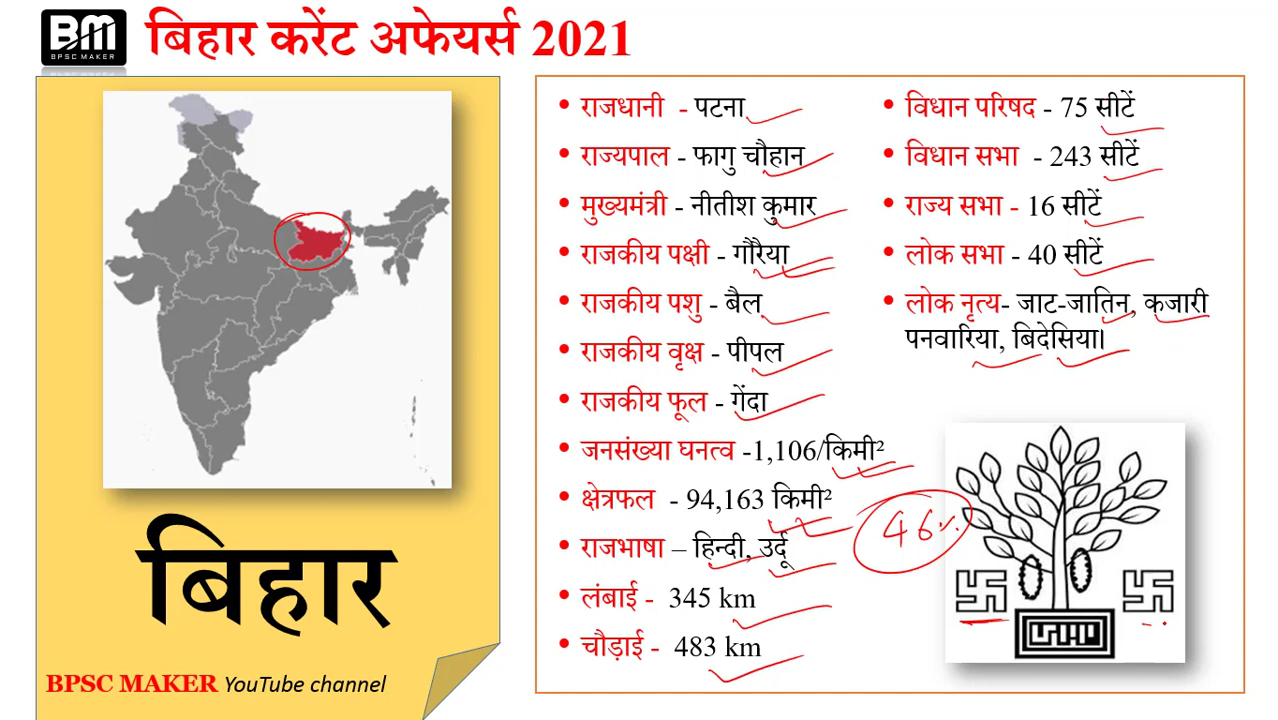 BM
BPSC MAKER
बिहार करेंट अफेयर्स 2021
बिहार
BPSC MAKER YouTube channel
• राजधानी - पटना
• राज्यपाल - फागु चौहान
• मुख्यमंत्री - नीतीश कुमार
• राजकीय पक्षी - गौरैया
• राजकीय पशु - बैल
• राजकीय वृक्ष - पीपल
• राजकीय फूल - गेंदा
• जनसंख्या घनत्व -1,106/किमी²
• क्षेत्रफल - 94,163 किमी²
• राजभाषा – हिन्दी, उर्दू
• लंबाई - 345 km
• चौड़ाई - 483 km
• विधान परिषद - 75 सीटें
• विधान सभा - 243 सीटें
• राज्य सभा - 16 सीटें
• लोक सभा - 40 सीटें
• लोक नृत्य- जाट-जातिन, कजारी
पनवारिया, बिदेसिया।
46%